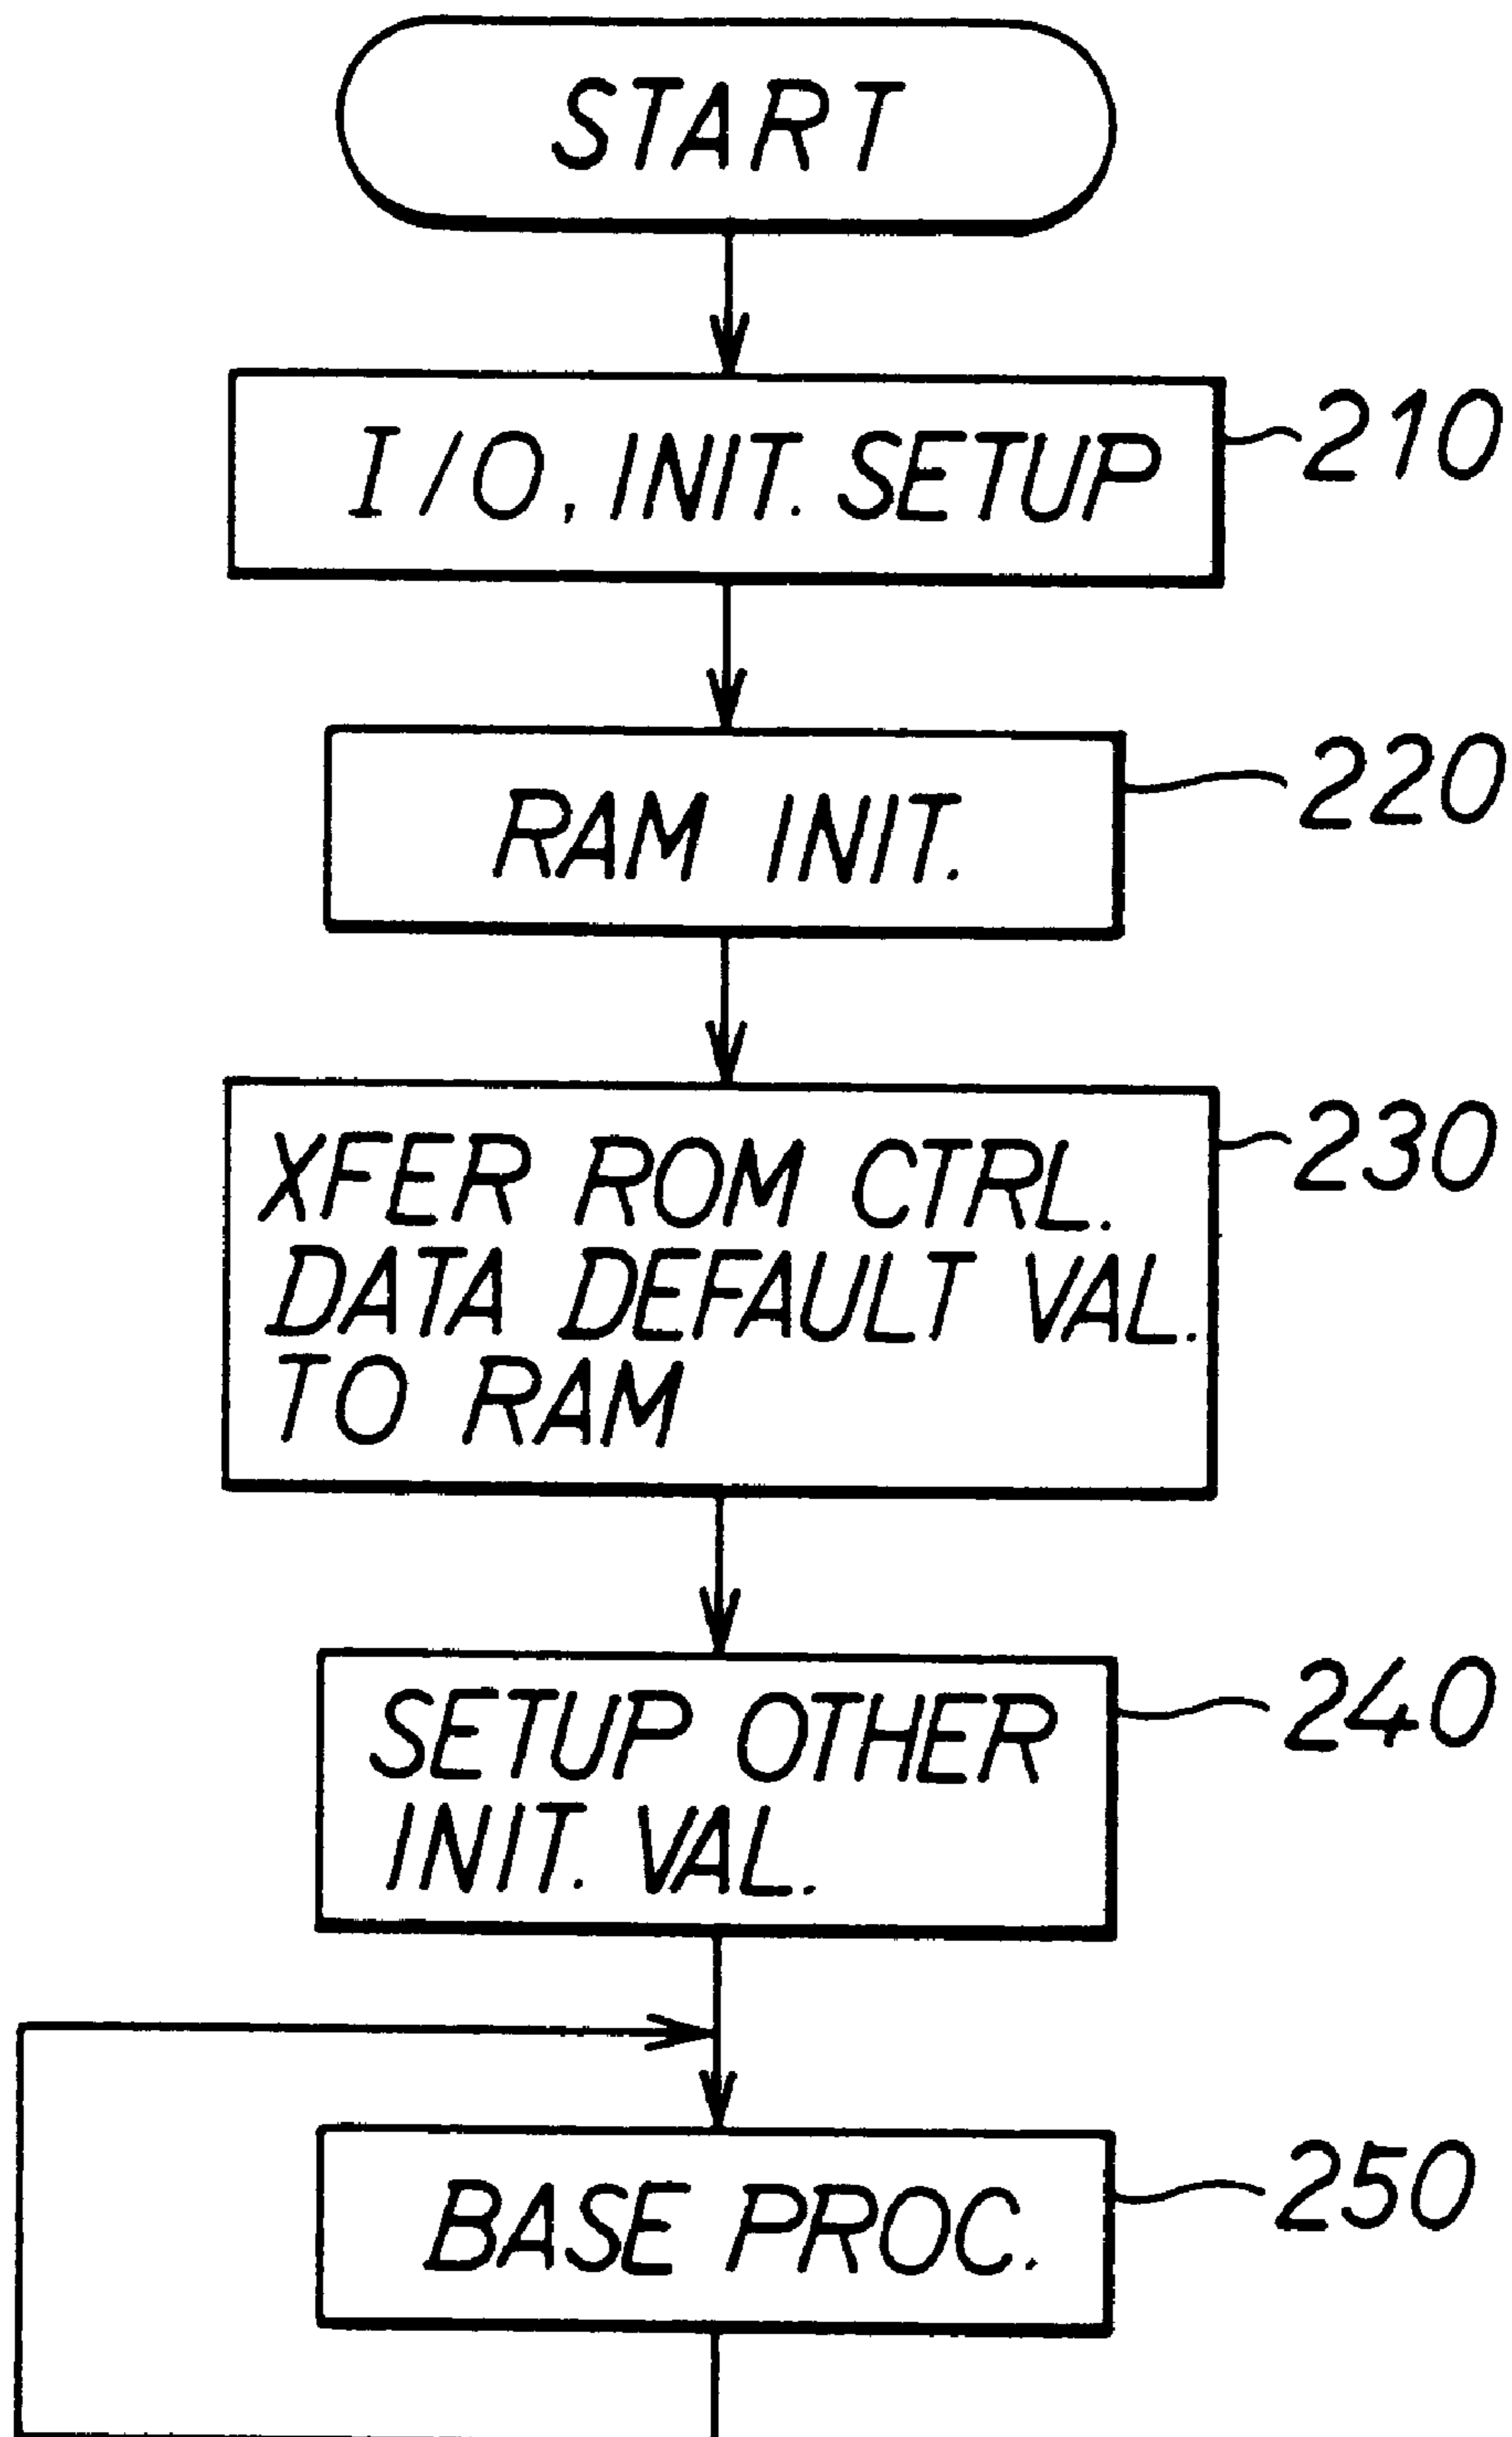 START
I/O, INIT. SETUP
210
RAM INIT.
220
XFER ROM CTRL.
DATA DEFAULT VAL.
TO RAM
230
SETUP OTHER
INIT. VAL.
240
BASE PROC.
250